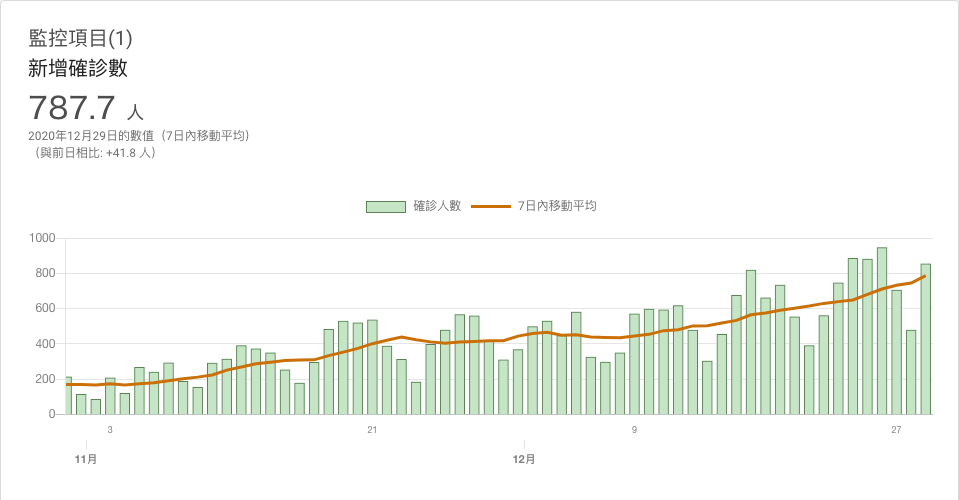 監控項目(1)
新增確診數
787.7 人
2020年12月29日的數值（7日內移動平均）
（與前日相比: +41.8 人）
確診人數 7日內移動平均
1000
800
600
400
200
0
3 21 9 27
11月 12月